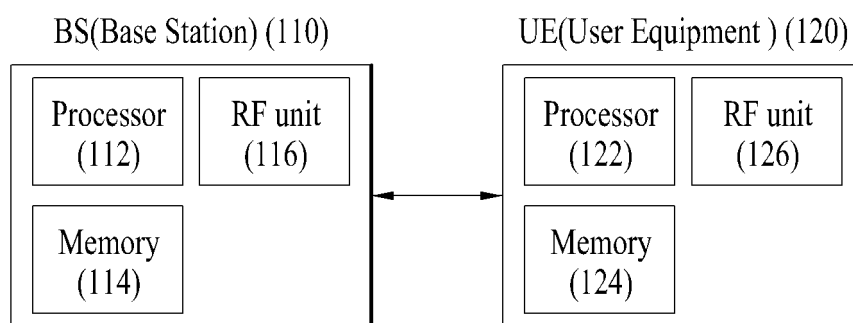 BS(Base Station) (110)
UE(User Equipment ) (120)
Processor
(112)
RF unit
(116)
Memory
(114)
Processor
(122)
RF unit
(126)
Memory
(124)